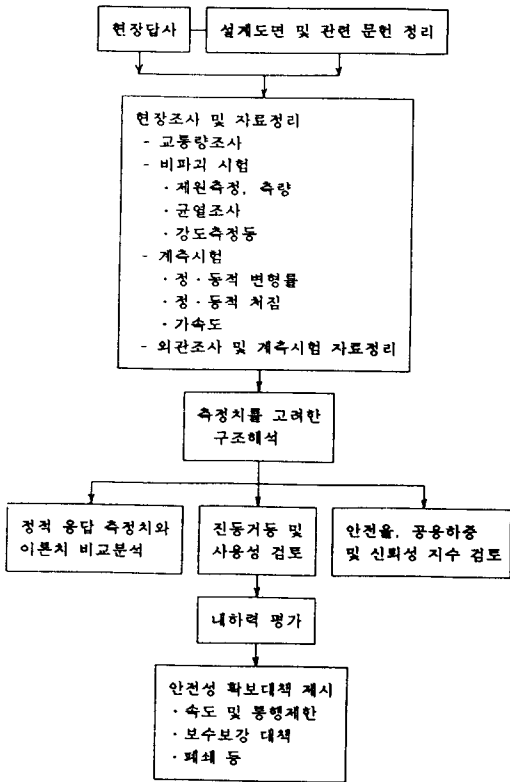 현장답사
설계도면 및 관련 문헌 정리
현장조사 및 자료정리
- 교통량조사
- 비파괴 시험
· 제원측정, 측량
· 균열조사
· 강도측정등
- 계측시험
· 정·동적 변형률
· 정·동적 처짐
· 가속도
- 외관조사 및 계측시험 자료정리
측정치를 고려한
구조해석
정적 응답 측정치와
이론치 비교분석
진동거동 및
사용성 검토
안전율, 공용하중
및 신뢰성 지수 검토
내하력 평가
안전성 확보대책 제시
· 속도 및 통행제한
· 보수보강 대책
· 폐쇄 등